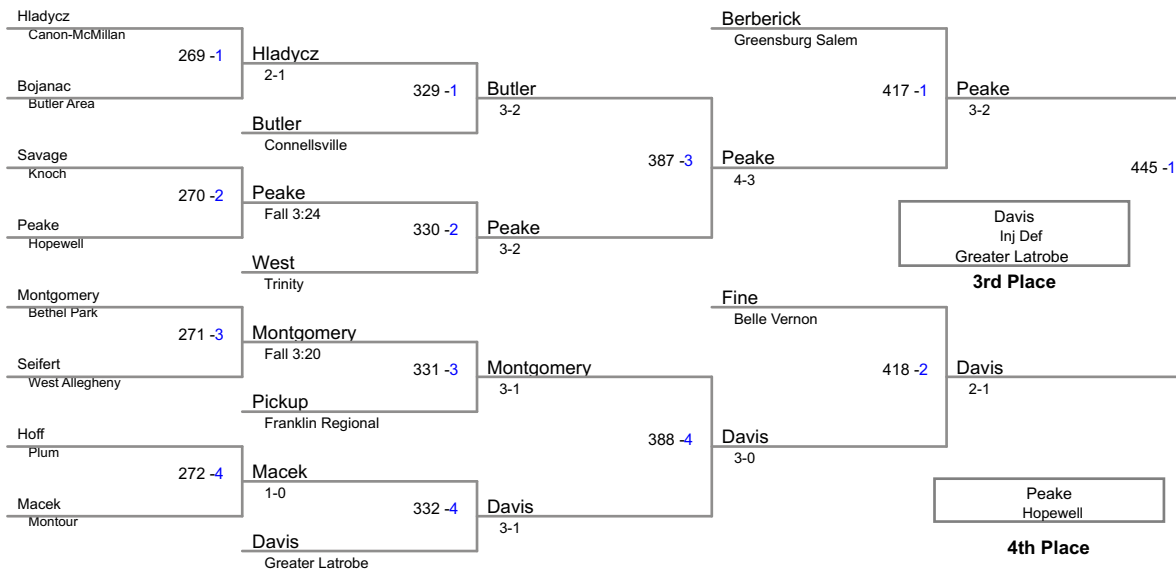 Hladycz
Canon-McMillan
269 -1
Bojanac
Butler Area
Savage
Knoch
270 -2
Peake
Hopewell
Montgomery
Bethel Park
271 -3
Seifert
West Allegheny
Hoff
Plum
272 -4
Macek
Montour
Hladycz
2-1
329 -1
Butler
Connellsville
Peake
Fall 3:24
330 -2
West
Trinity
Montgomery
Fall 3:20
331 -3
Pickup
Franklin Regional
Macek
1-0
332 -4
Davis
Greater Latrobe
Butler
3-2
387 -3
Peake
3-2
Montgomery
3-1
388 -4
Davis
3-1
Berberick
Greensburg Salem
417 -1
Peake
4-3
Fine
Belle Vernon
418 -2
Davis
3-0
Peake
3-2
445 -1
Davis
2-1
Davis
Inj Def
Greater Latrobe
3rd Place
Peake
Hopewell
4th Place